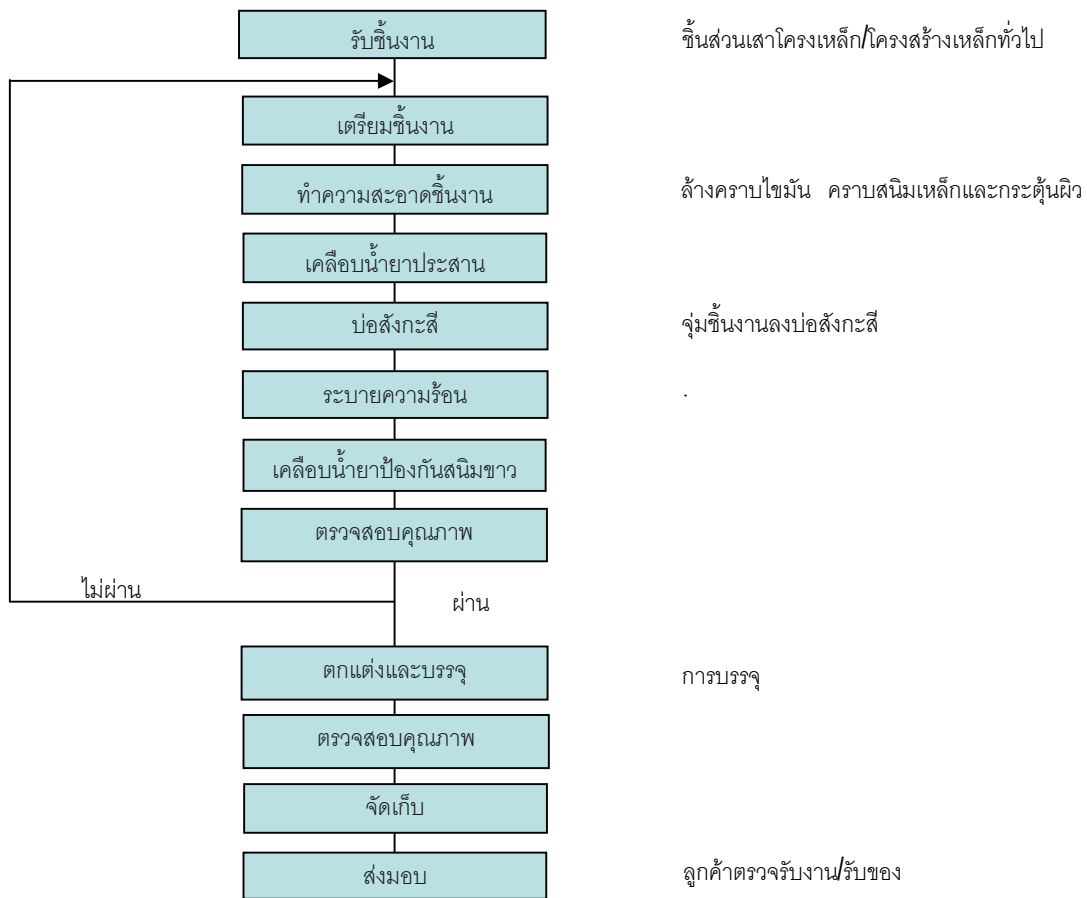 รับชิ้นงาน
ชิ้นส่วนเสาโครงเหล็ก/โครงสร้างเหล็กทั่วไป
เตรียมชิ้นงาน
ทำความสะอาดชิ้นงาน
ล้างคราบไขมัน คราบสนิมเหล็กและกระตุ้นผิว
เคลือบน้ำยาประสาน
บ่อสังกะสี
จุ่มชิ้นงานลงบ่อสังกะสี
ระบายความร้อน
.
เคลือบน้ำยาป้องกันสนิมขาว
ตรวจสอบคุณภาพ
ไม่ผ่าน
ผ่าน
ตกแต่งและบรรจุ
การบรรจุ
ตรวจสอบคุณภาพ
จัดเก็บ
ส่งมอบ
ลูกค้าตรวจรับงาน/รับของ